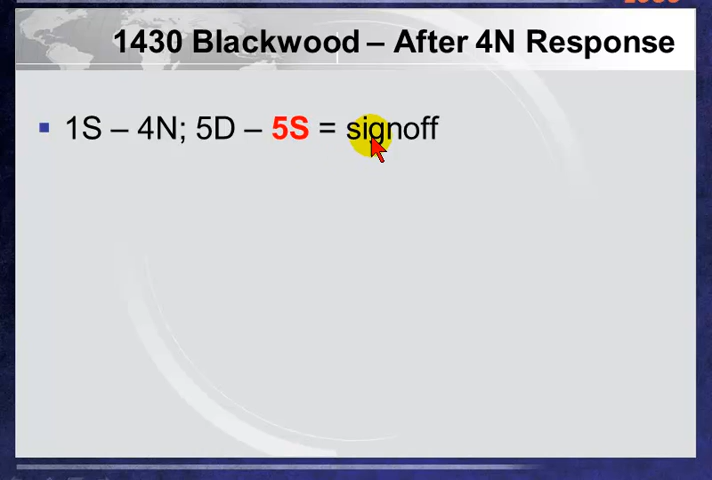 1430 Blackwood – After 4N Response
1S – 4N; 5D – 5S = signoff